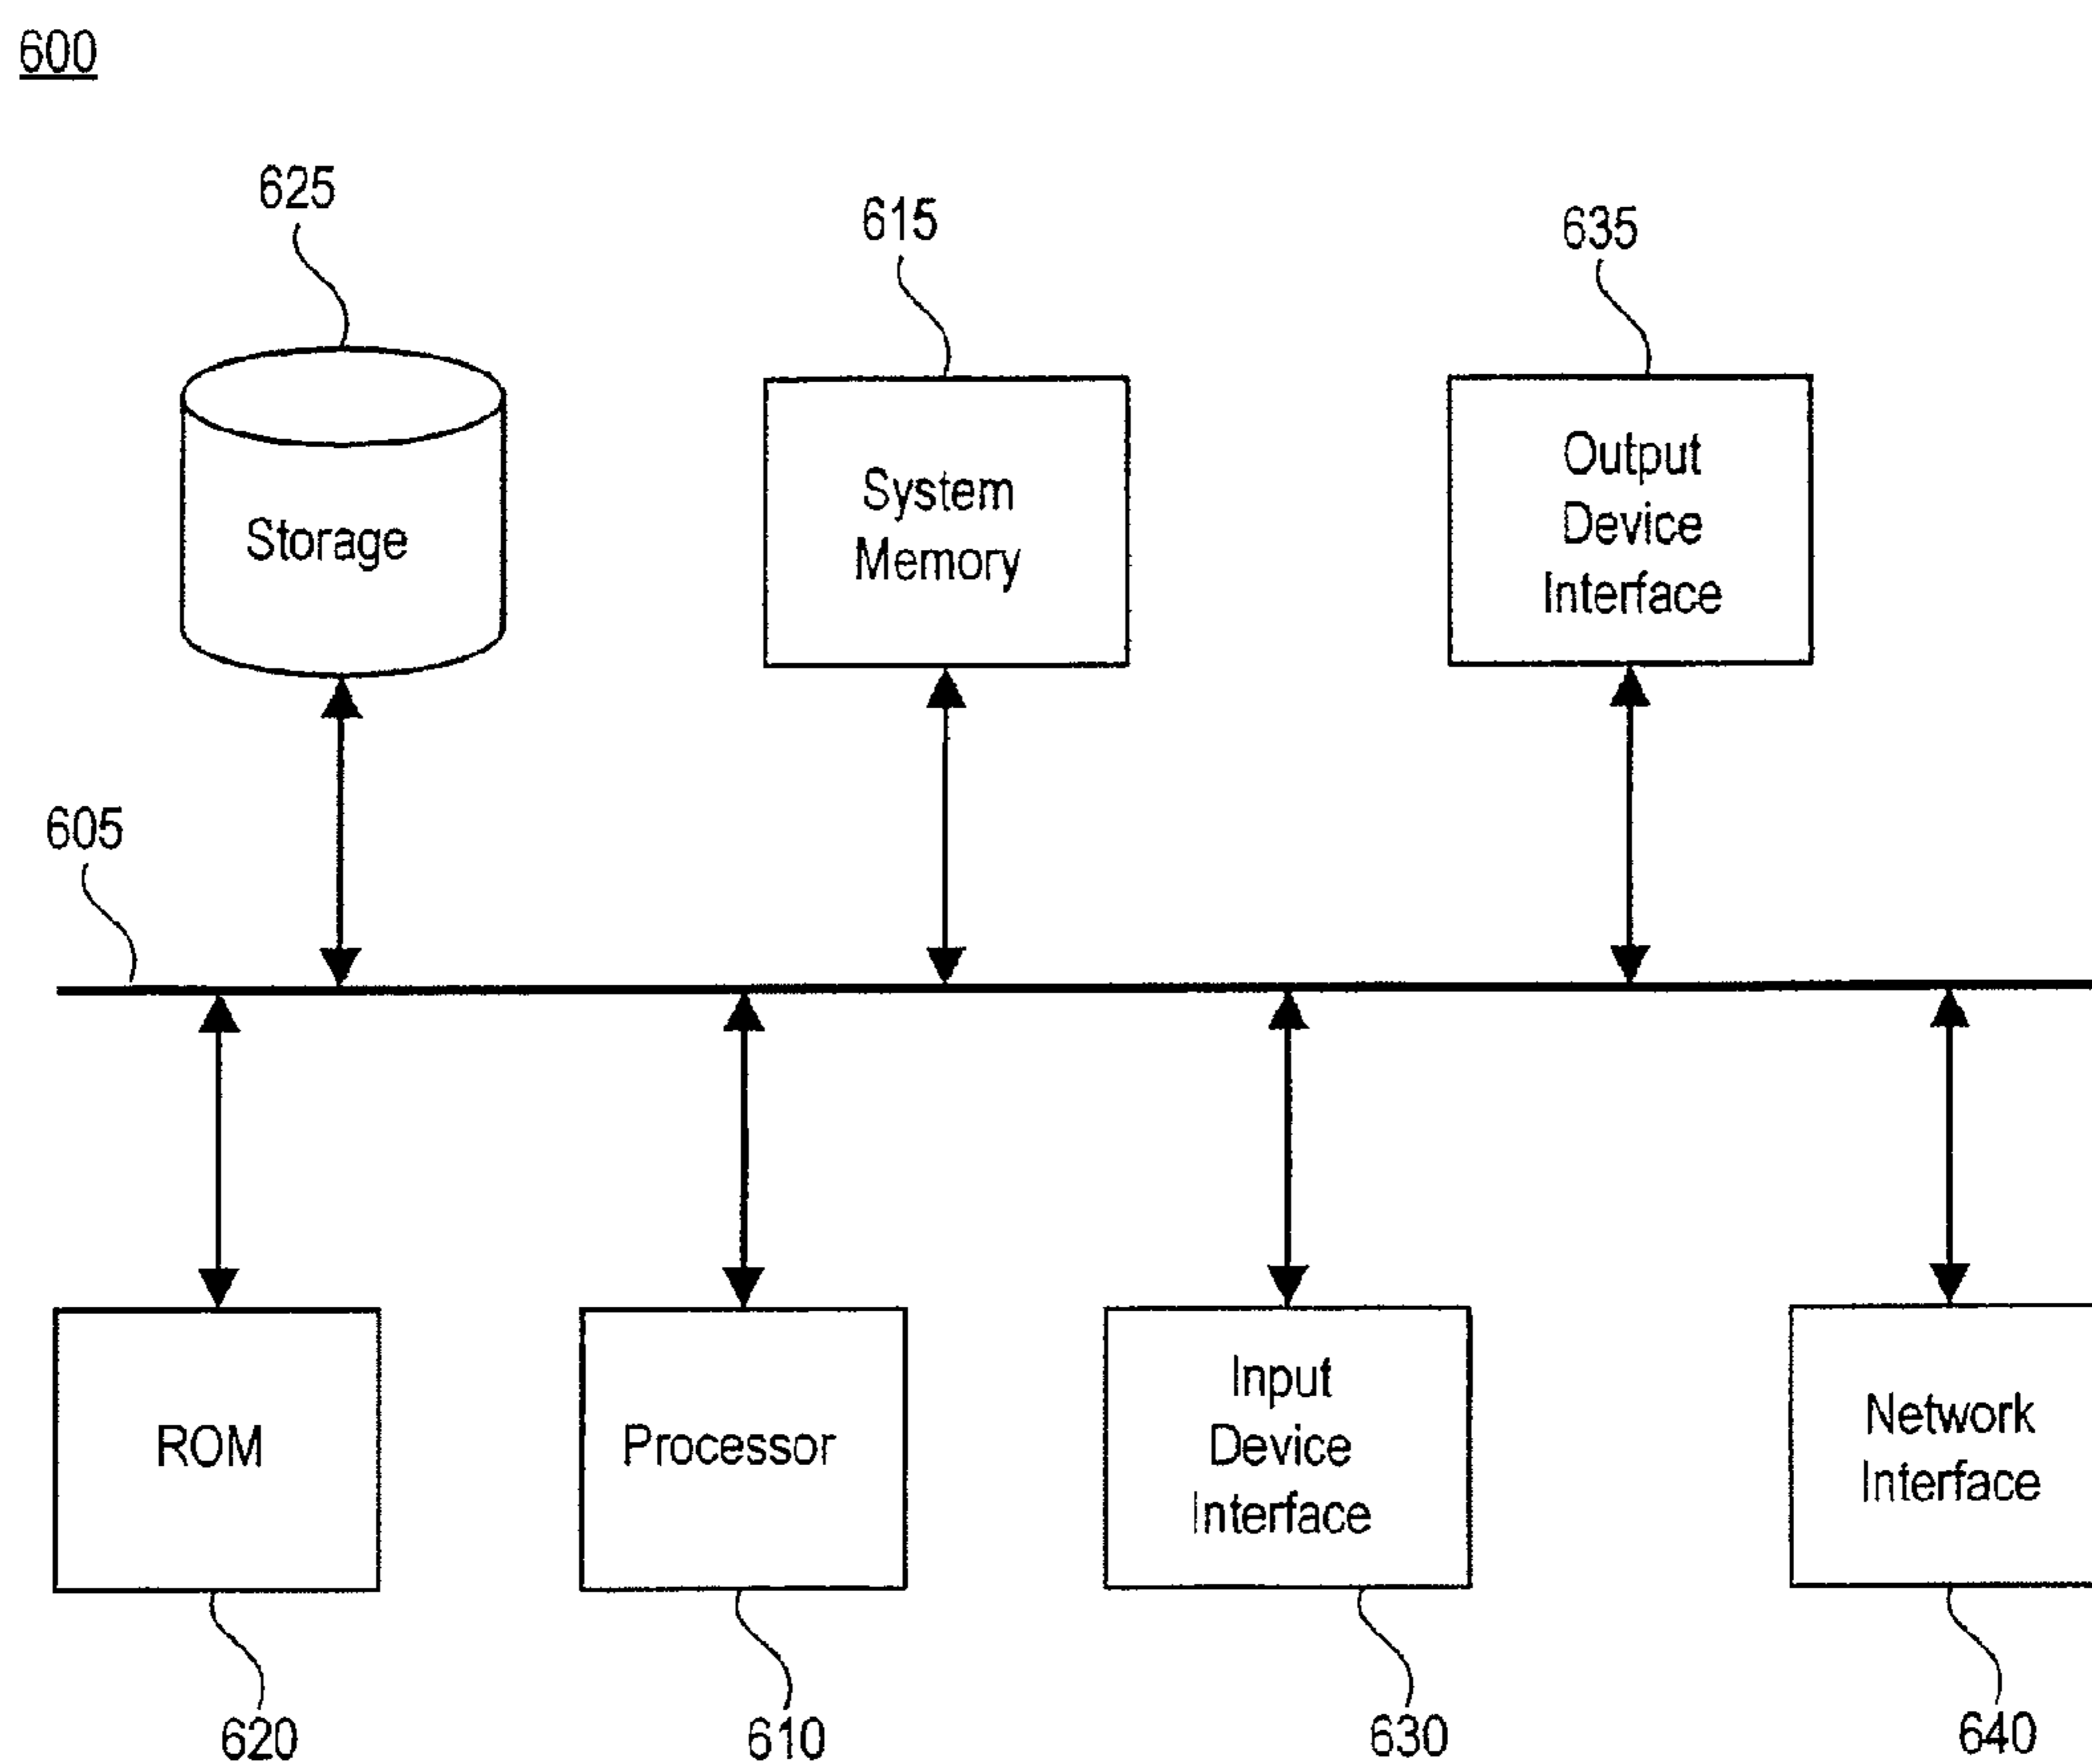 600
625
615
635
Storage
System
Memory
Output
Device
Interface
605
ROM
Processor
Input
Device
Interface
Network
Interface
620
610
630
640